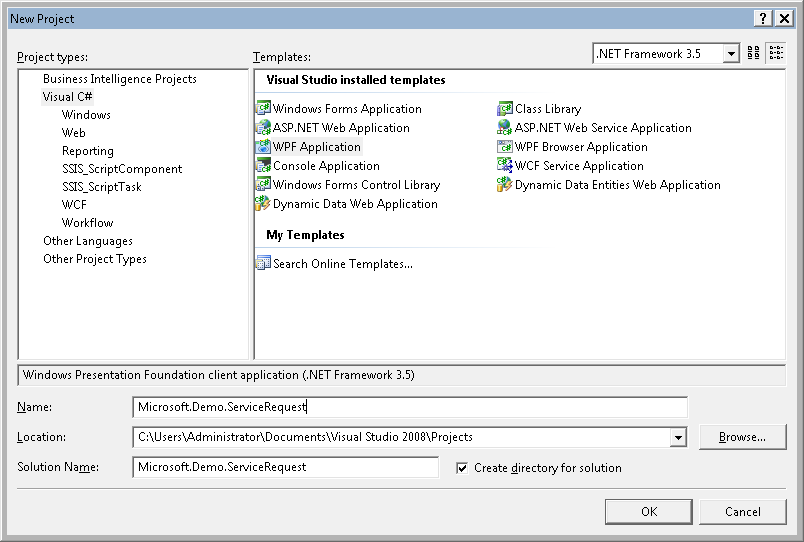 New Project
Project types:
Templates:
.NET Framework 3.5
Business Intelligence Projects
Visual C#
Windows
Web
Reporting
SSIS_ScriptComponent
SSIS_ScriptTask
WCF
Workflow
Other Languages
Other Project Types
Visual Studio installed templates
Windows Forms Application
Class Library
ASP.NET Web Application
ASP.NET Web Service Application
WPF Application
WPF Browser Application
Console Application
WCF Service Application
Windows Forms Control Library
Dynamic Data Entities Web Application
Dynamic Data Web Application
My Templates
Search Online Templates...
Windows Presentation Foundation client application (.NET Framework 3.5)
Name:
Microsoft.Demo.ServiceRequest
Location:
C:\Users\Administrator\Documents\Visual Studio 2008\Projects
Browse...
Solution Name:
Microsoft.Demo.ServiceRequest
Create directory for solution
OK
Cancel